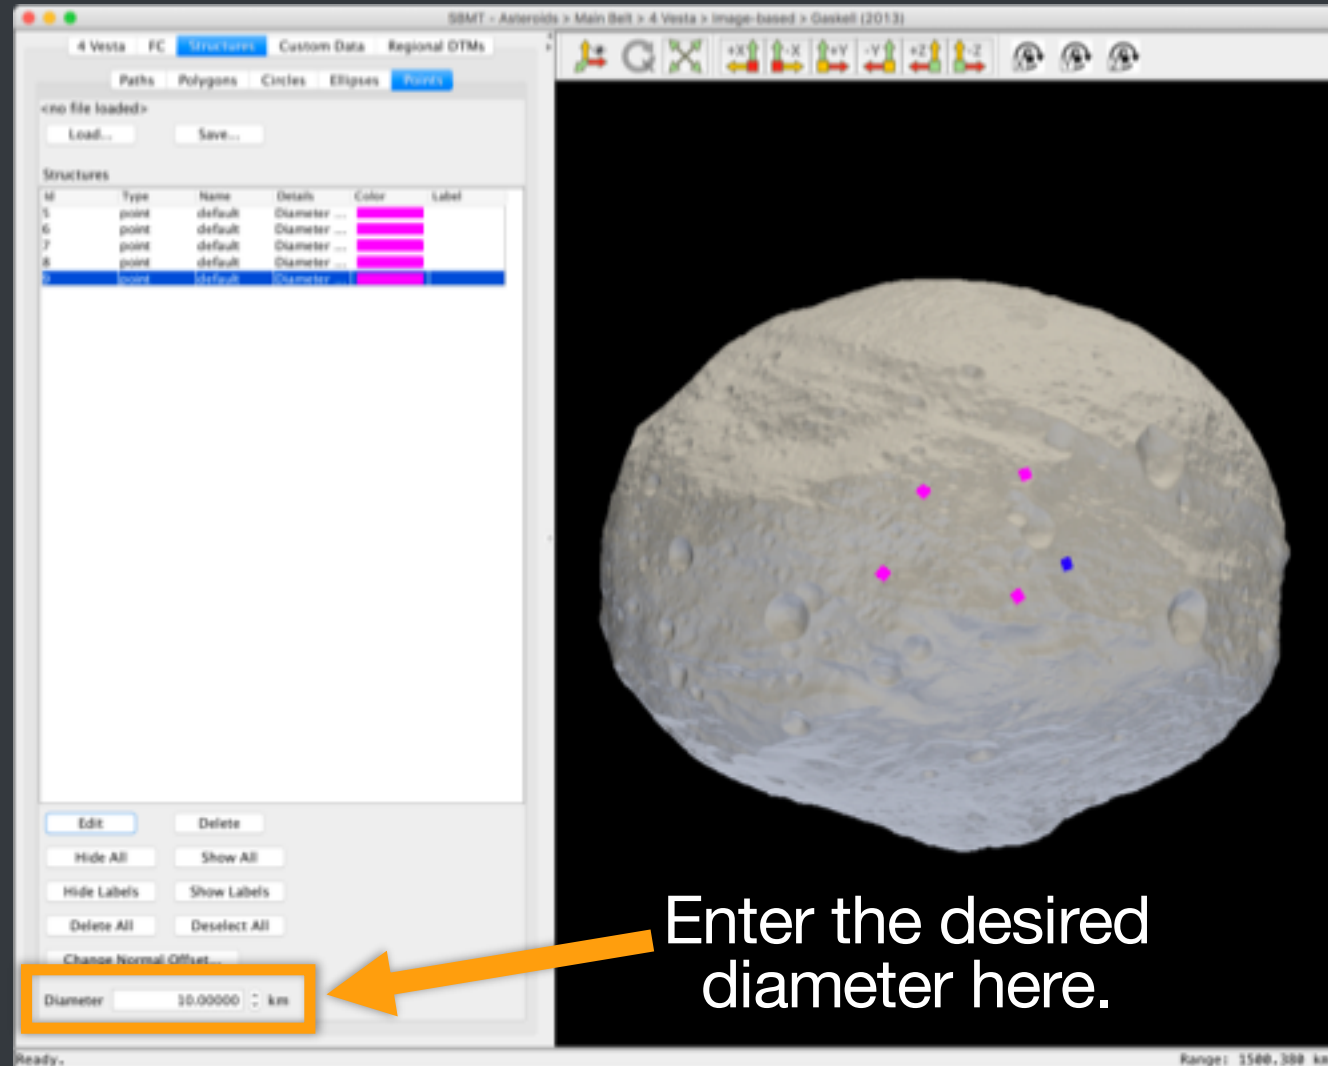 SBMT - Asteroids > Main Belt > 4 Vesta > Image-based > Gaskell (2013)
4 Vesta FC Structures Custom Data Regional DTMs
Paths Polygons Circles Ellipses Points
+X -X +Y -Y +Z -Z
<no file loaded>
Load... Save...
Structures
Id Type Name Details Color Label
5 point default Diameter ...
6 point default Diameter ...
7 point default Diameter ...
8 point default Diameter ...
9 point default Diameter ...
Edit Delete
Hide All Show All
Hide Labels Show Labels
Delete All Deselect All
Change Normal Offset...
Diameter 10.00000 km
Enter the desired
diameter here.
Ready.
Range: 1500.380 km